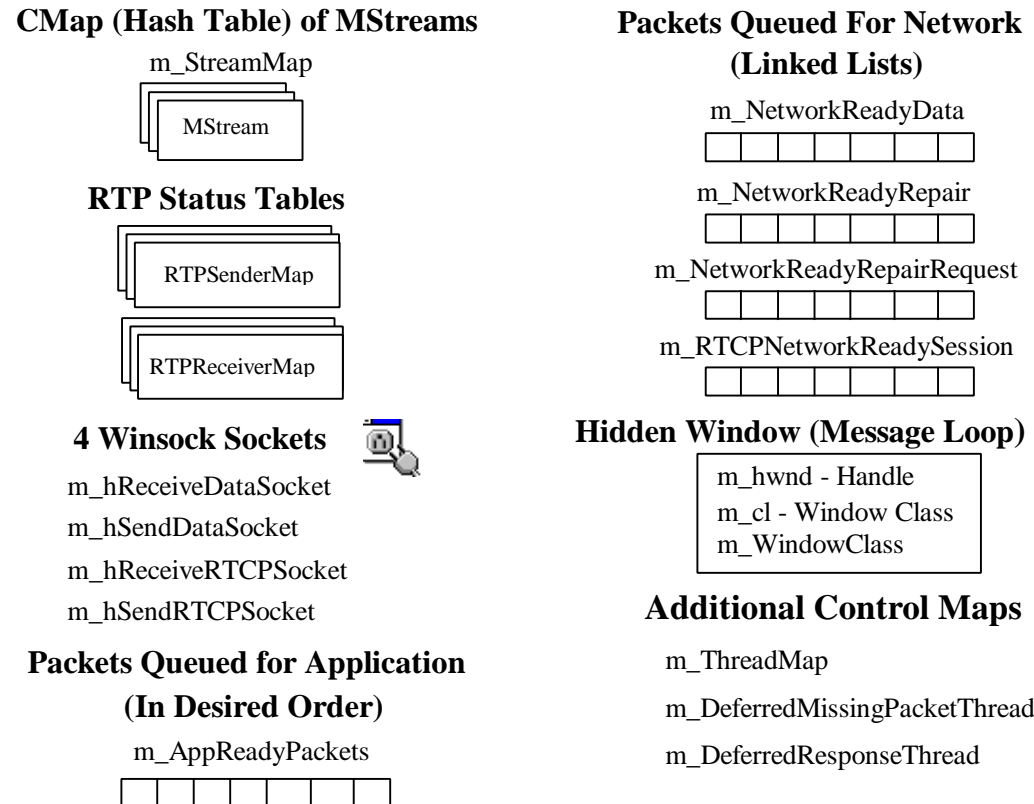 CMap (Hash Table) of MStreams
m_StreamMap
MStream
RTP Status Tables
RTPSenderMap
RTPReceiverMap
4 Winsock Sockets
m_hReceiveDataSocket
m_hSendDataSocket
m_hReceiveRTCPSocket
m_hSendRTCPSocket
Packets Queued for Application
(In Desired Order)
m_AppReadyPackets
Packets Queued For Network
(Linked Lists)
m_NetworkReadyData
m_NetworkReadyRepair
m_NetworkReadyRepairRequest
m_RTCPNetworkReadySession
Hidden Window (Message Loop)
m_hwnd - Handle
m_cl - Window Class
m_WindowClass
Additional Control Maps
m_ThreadMap
m_DeferredMissingPacketThread
m_DeferredResponseThread